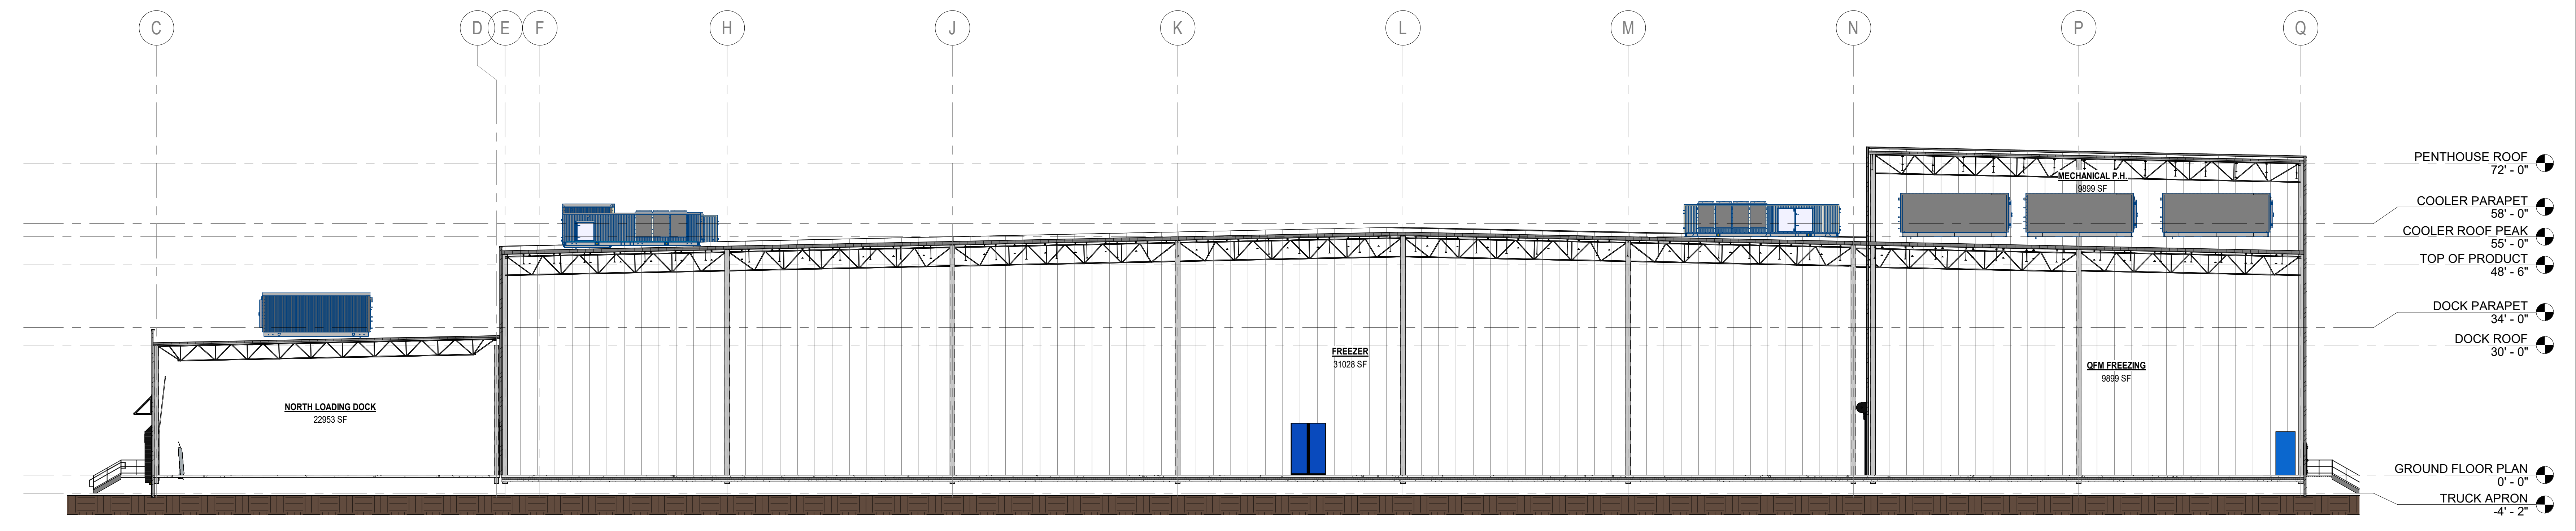 C
D
E
F
H
J
K
L
M
N
P
Q
PENTHOUSE ROOF
72' - 0"
MECHANICAL P.H.
9899 SF
COOLER PARAPET
58' - 0"
COOLER ROOF PEAK
55' - 0"
TOP OF PRODUCT
48' - 6"
DOCK PARAPET
34' - 0"
DOCK ROOF
30' - 0"
FREEZER
31028 SF
QFM FREEZING
9899 SF
NORTH LOADING DOCK
22953 SF
GROUND FLOOR PLAN
0' - 0"
TRUCK APRON
-4' - 2"